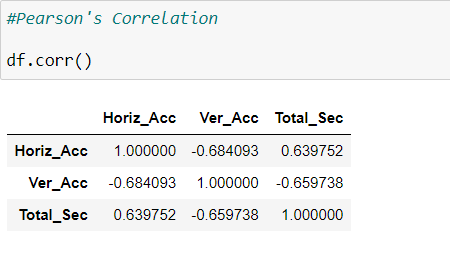 #Pearson's Correlation
df.corr()
Horiz_Acc Ver_Acc Total_Sec
Horiz_Acc 1.000000 -0.684093 0.639752
Ver_Acc -0.684093 1.000000 -0.659738
Total_Sec 0.639752 -0.659738 1.000000